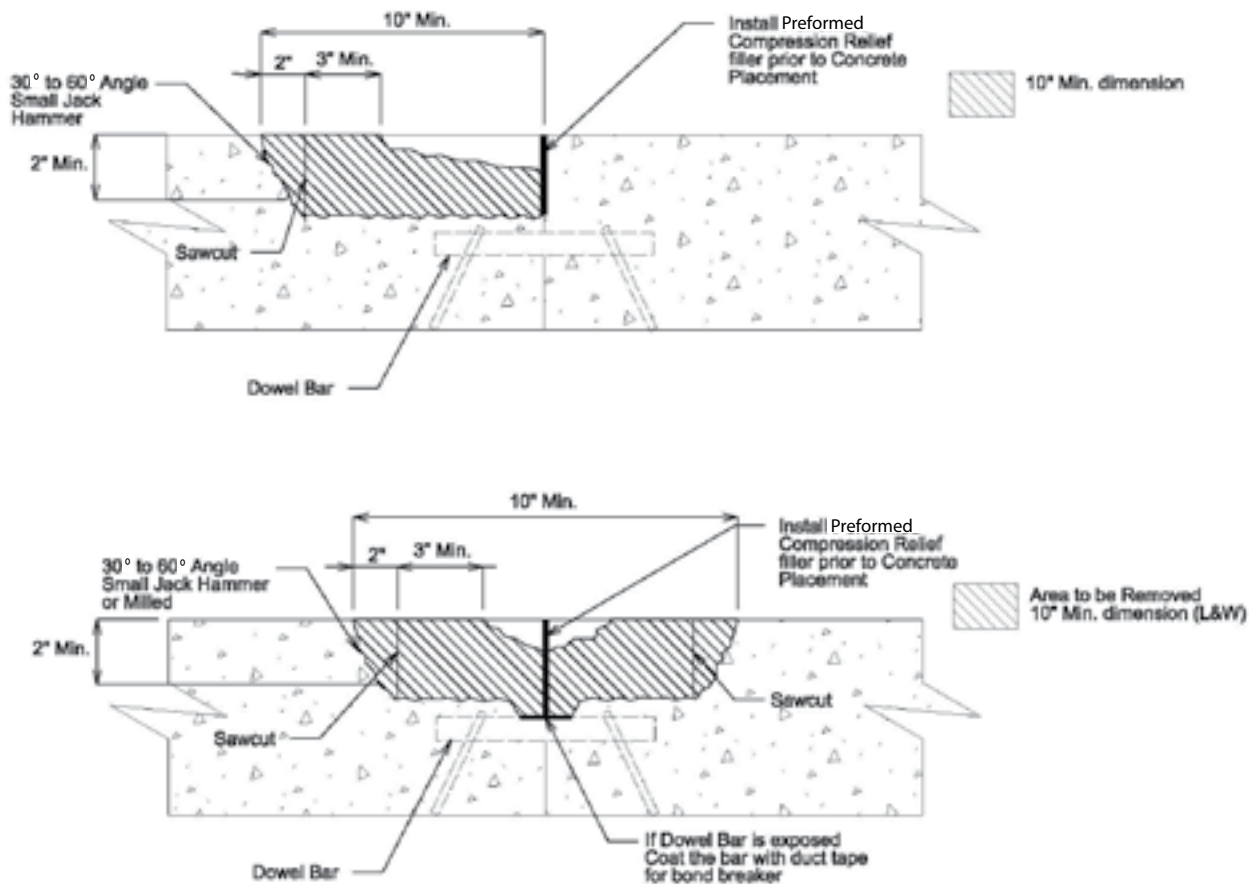 10" Min.
Install Preformed
Compression Relief
filler prior to Concrete
Placement
2"
3" Min.
30° to 60° Angle
Small Jack
Hammer
10" Min. dimension
2" Min.
Sawcut
Dowel Bar
10" Min.
Install Preformed
Compression Relief
filler prior to Concrete
Placement
2"
3" Min.
30° to 60° Angle
Small Jack Hammer
or Milled
Area to be Removed
10" Min. dimension (L&W)
2" Min.
Sawcut
Sawcut
Dowel Bar
If Dowel Bar is exposed
Coat the bar with duct tape
for bond breaker